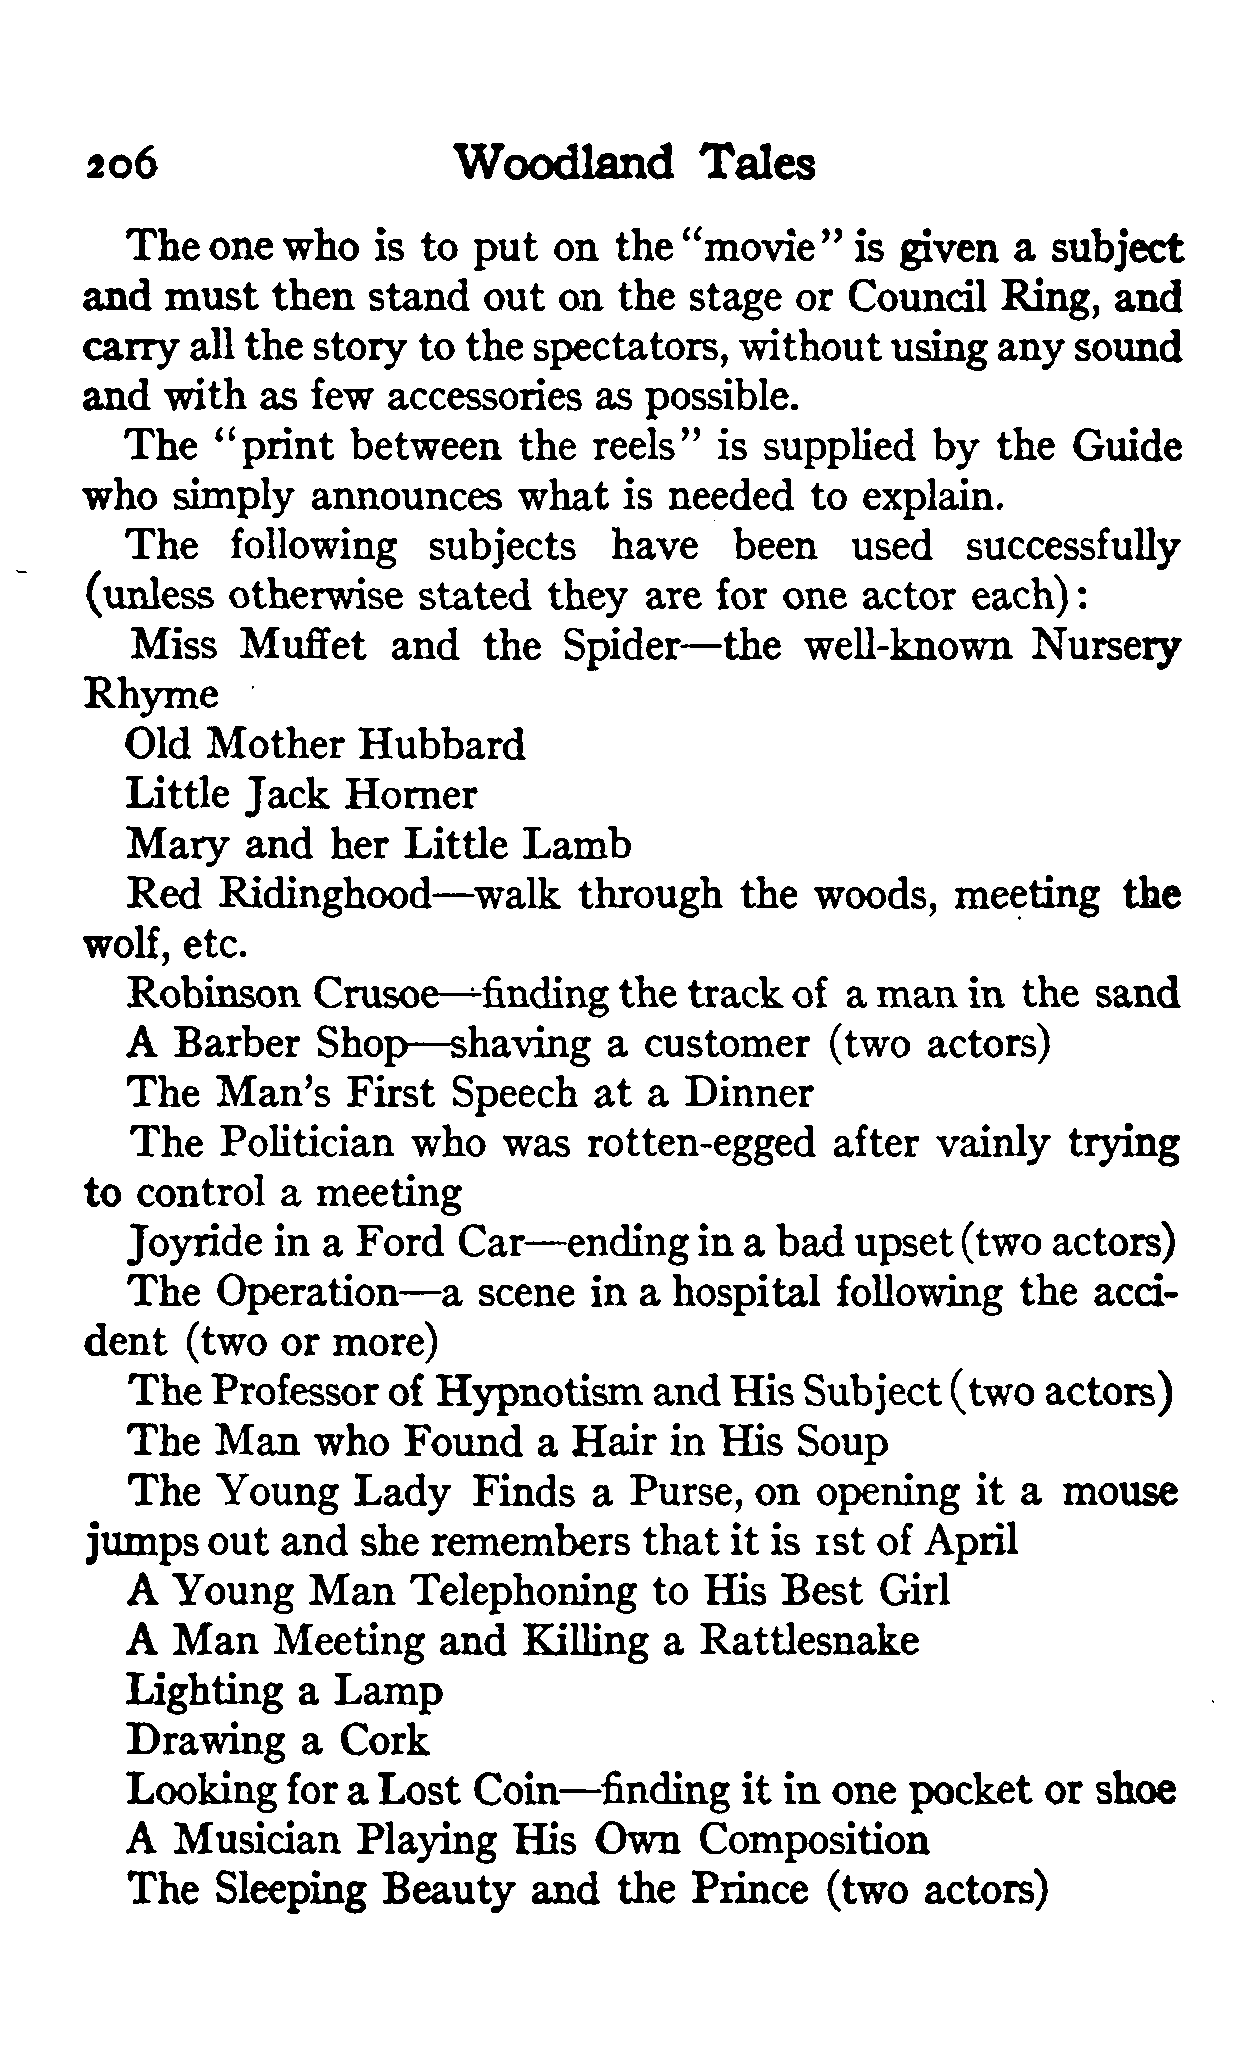 206 Woodland Tales
The one who is to put on the "movie" is given a subject
and must then stand out on the stage or Council Ring, and
carry all the story to the spectators, without using any sound
and with as few accessories as possible.
The "print between the reels" is supplied by the Guide
who simply announces what is needed to explain.
The following subjects have been used successfully
(unless otherwise stated they are for one actor each):
Miss Muffet and the Spider—the well-known Nursery
Rhyme
Old Mother Hubbard
Little Jack Horner
Mary and her Little Lamb
Red Ridinghood—walk through the woods, meeting the
wolf, etc.
Robinson Crusoe—finding the track of a man in the sand
A Barber Shop—shaving a customer (two actors)
The Man's First Speech at a Dinner
The Politician who was rotten-egged after vainly trying
to control a meeting
Joyride in a Ford Car—ending in a bad upset (two actors)
The Operation—a scene in a hospital following the acci-
dent (two or more)
The Professor of Hypnotism and His Subject (two actors)
The Man who Found a Hair in His Soup
The Young Lady Finds a Purse, on opening it a mouse
jumps out and she remembers that it is 1st of April
A Young Man Telephoning to His Best Girl
A Man Meeting and Killing a Rattlesnake
Lighting a Lamp
Drawing a Cork
Looking for a Lost Coin—finding it in one pocket or shoe
A Musician Playing His Own Composition
The Sleeping Beauty and the Prince (two actors)